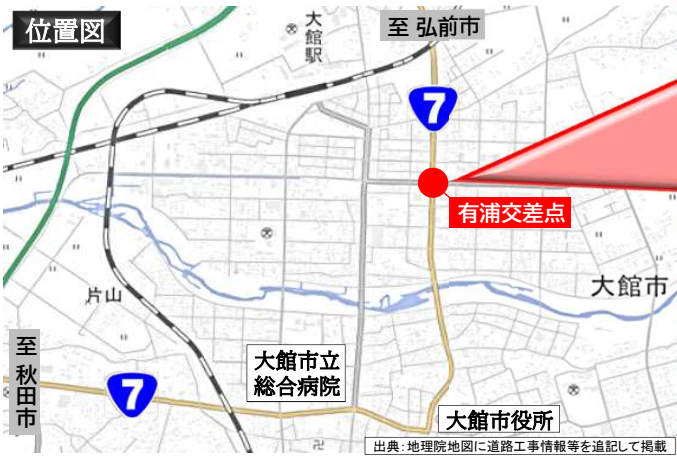 位置図
大館駅
至 弘前市
7
有浦交差点
大館市
片山
至 秋田市
7
大館市立
総合病院
大館市役所
出典:地理院地図に道路工事情報等を追記して掲載